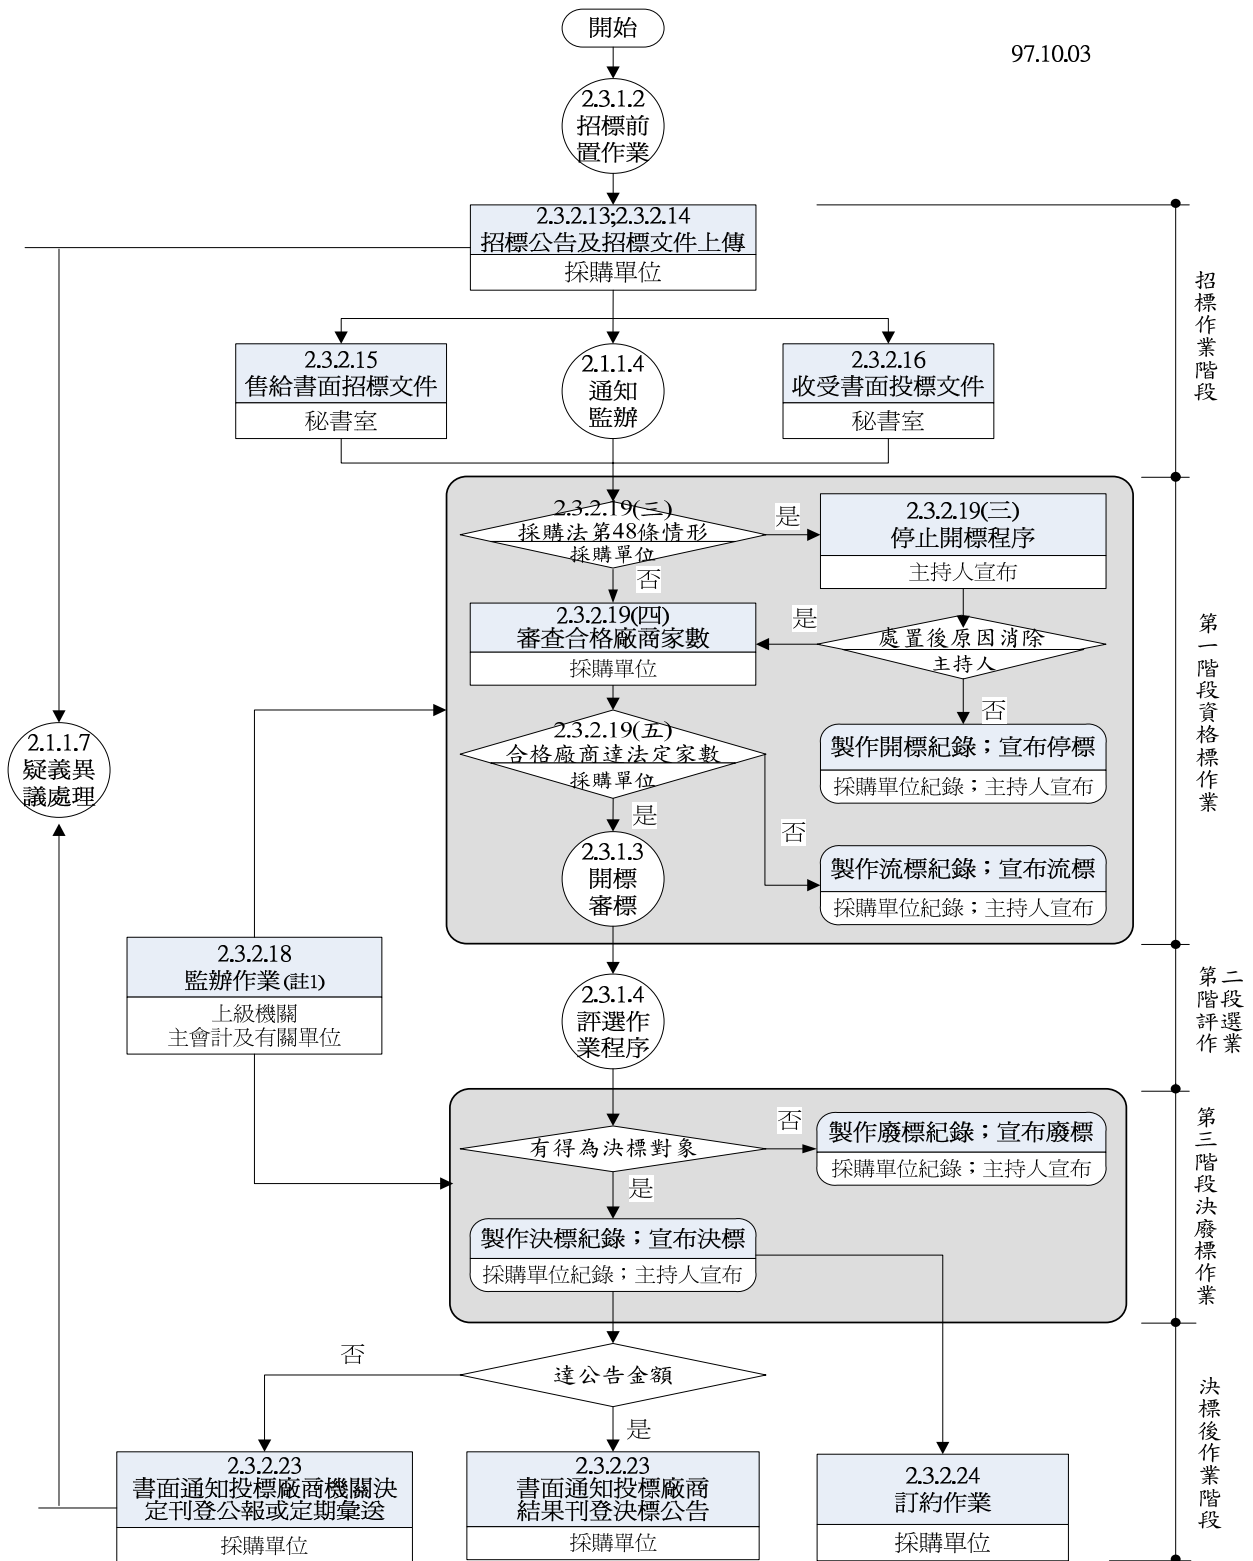 開始
97.10.03
2.3.1.2
招標前
置作業
2.3.2.13;2.3.2.14
招標公告及招標文件上傳
採購單位
招標作業階段
2.3.2.15
售給書面招標文件
秘書室
2.1.1.4
通知
監辦
2.3.2.16
收受書面投標文件
秘書室
2.3.2.19(三)
採購法第48條情形
採購單位
是
否
2.3.2.19(三)
停止開標程序
主持人宣布
2.3.2.19(四)
審查合格廠商家數
採購單位
是
處置後原因消除
主持人
否
第一階段資格標作業
2.3.2.19(五)
合格廠商達法定家數
採購單位
是
否
製作開標紀錄；宣布停標
採購單位紀錄；主持人宣布
2.1.1.7
疑義異
議處理
2.3.1.3
開標
審標
製作流標紀錄；宣布流標
採購單位紀錄；主持人宣布
2.3.2.18
監辦作業(註1)
上級機關
主會計及有關單位
2.3.1.4
評選作
業程序
第二
階段
評選
作業
有得為決標對象
否
是
製作廢標紀錄；宣布廢標
採購單位紀錄；主持人宣布
第三階段決廢標作業
製作決標紀錄；宣布決標
採購單位紀錄；主持人宣布
達公告金額
否
是
決標後作業階段
2.3.2.23
書面通知投標廠商機關決
定刊登公報或定期彙送
採購單位
2.3.2.23
書面通知投標廠商
結果刊登決標公告
採購單位
2.3.2.24
訂約作業
採購單位